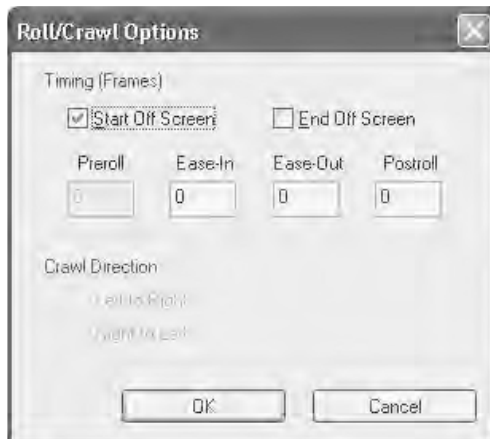 Roll/Crawl Options
Timing (Frames)
Start Off Screen
End Off Screen
Preroll Ease-In Ease-Out Postroll
0 0 0 0
Crawl Direction
Left to Right
Right to Left
OK Cancel